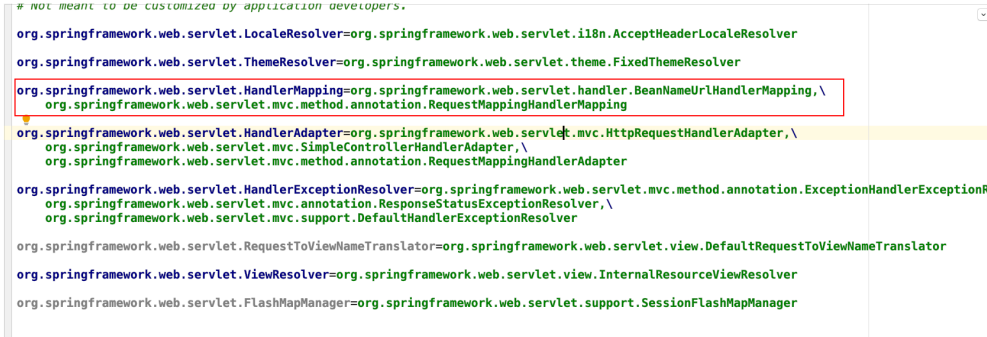 # Not meant to be customized by application developers.
org.springframework.web.servlet.LocaleResolver=org.springframework.web.servlet.i18n.AcceptHeaderLocaleResolver
org.springframework.web.servlet.ThemeResolver=org.springframework.web.servlet.theme.FixedThemeResolver
org.springframework.web.servlet.HandlerMapping=org.springframework.web.servlet.handler.BeanNameUrlHandlerMapping,\
org.springframework.web.servlet.mvc.method.annotation.RequestMappingHandlerMapping
org.springframework.web.servlet.HandlerAdapter=org.springframework.web.servlet.mvc.HttpRequestHandlerAdapter,\
org.springframework.web.servlet.mvc.SimpleControllerHandlerAdapter,\
org.springframework.web.servlet.mvc.method.annotation.RequestMappingHandlerAdapter
org.springframework.web.servlet.HandlerExceptionResolver=org.springframework.web.servlet.mvc.method.annotation.ExceptionHandlerExceptionR
org.springframework.web.servlet.mvc.annotation.ResponseStatusExceptionResolver,\
org.springframework.web.servlet.mvc.support.DefaultHandlerExceptionResolver
org.springframework.web.servlet.RequestToViewNameTranslator=org.springframework.web.servlet.view.DefaultRequestToViewNameTranslator
org.springframework.web.servlet.ViewResolver=org.springframework.web.servlet.view.InternalResourceViewResolver
org.springframework.web.servlet.FlashMapManager=org.springframework.web.servlet.support.SessionFlashMapManager